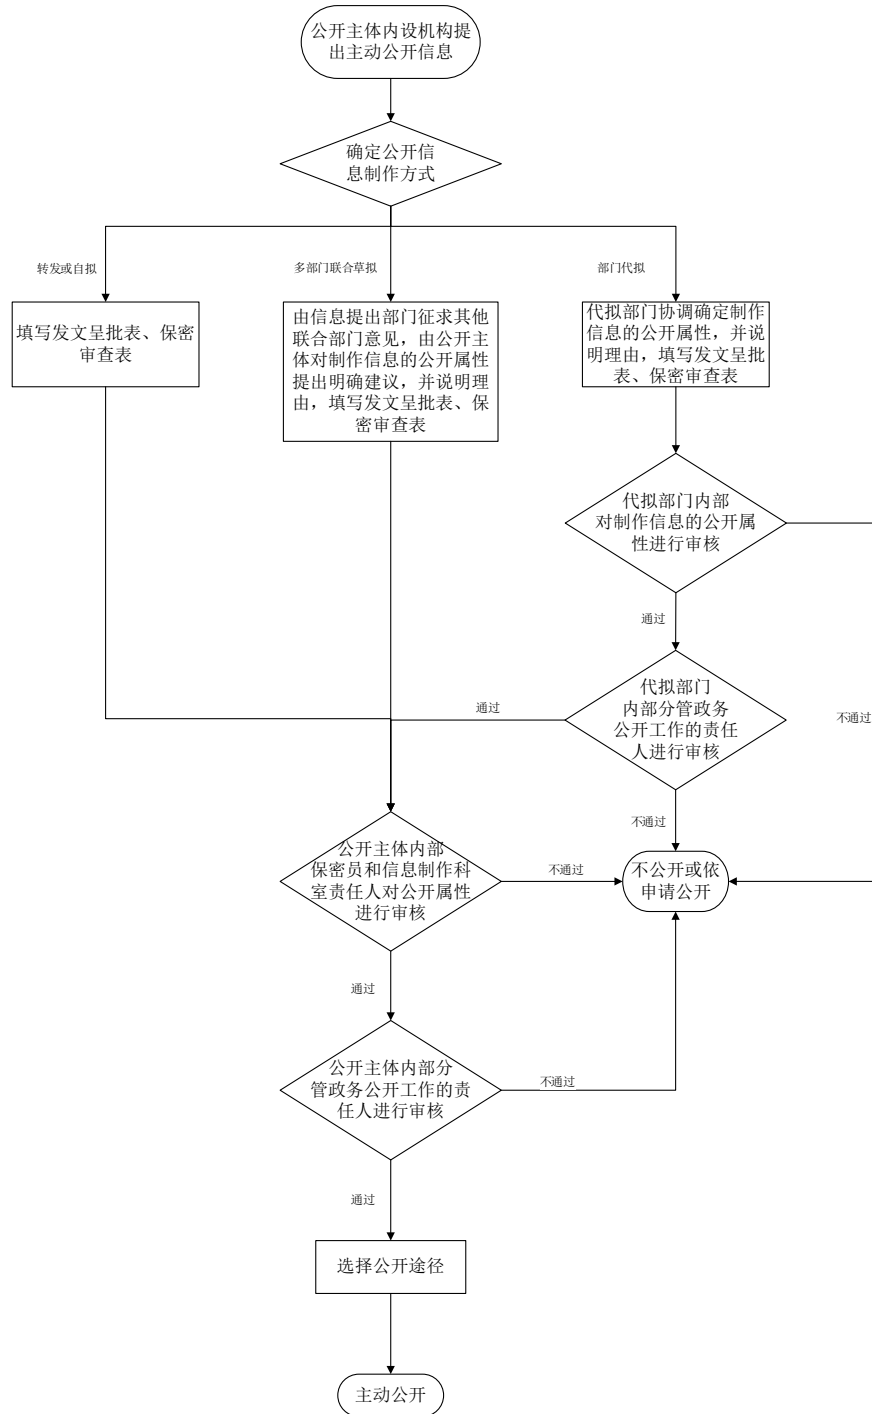 公开主体内设机构提
出主动公开信息
确定公开信
息制作方式
转发或自拟
多部门联合草拟
部门代拟
填写发文呈批表、保密
审查表
由信息提出部门征求其他
联合部门意见，由公开主
体对制作信息的公开属性
提出明确建议，并说明理
由，填写发文呈批表、保
密审查表
代拟部门协调确定制作
信息的公开属性，并说
明理由，填写发文呈批
表、保密审查表
代拟部门内部
对制作信息的公开属
性进行审核
通过
代拟部门
内部分管政务
公开工作的责任
人进行审核
通过
不通过
不通过
公开主体内部
保密员和信息制作科
室责任人对公开属性
进行审核
不通过
不公开或依
申请公开
通过
公开主体内部分
管政务公开工作的责
任人进行审核
不通过
通过
选择公开途径
主动公开